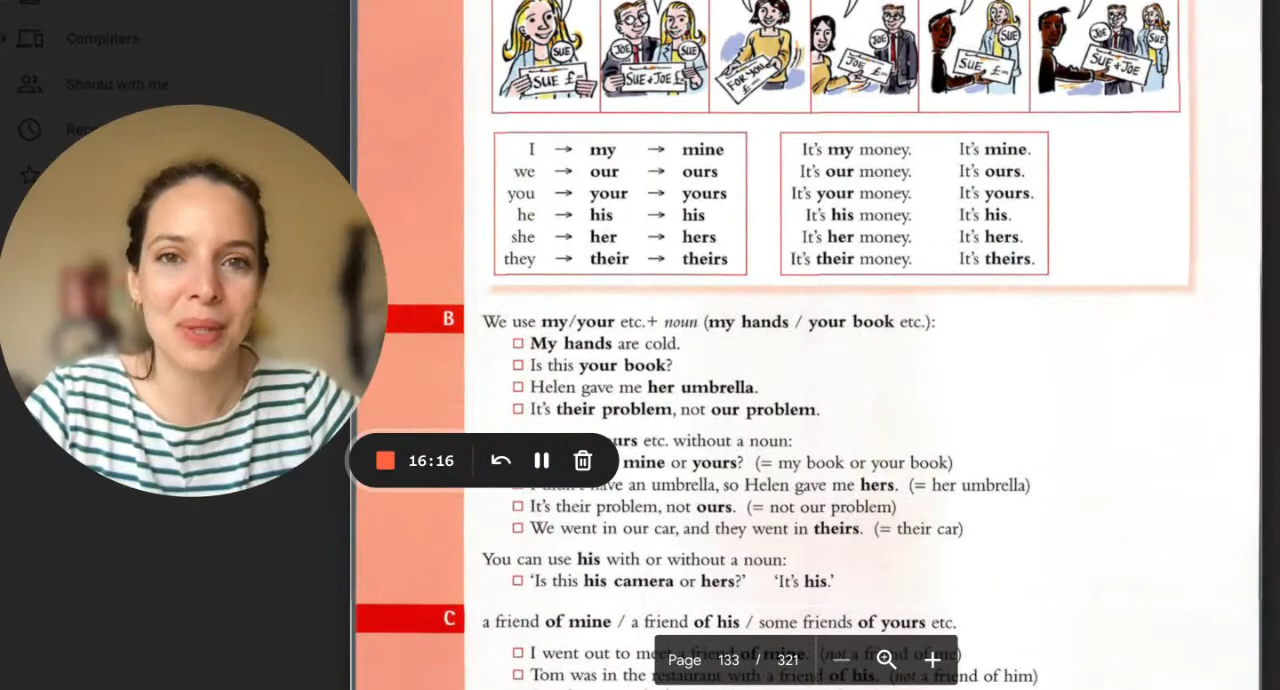 Computers
Shared with me
SUE
SUE £
JOE
SUE
SUE + JOE £
FOR YOU
£
JOE
JOE £
SUE
SUE, £
JOE
SUE
SUE + JOE
I → my → mine
we → our → ours
you → your → yours
he → his → his
she → her → hers
they → their → theirs
It's my money. It's mine.
It's our money. It's ours.
It's your money. It's yours.
It's his money. It's his.
It's her money. It's hers.
It's their money. It's theirs.
B
We use my/your etc.+ noun (my hands / your book etc.):
My hands are cold.
Is this your book?
Helen gave me her umbrella.
It's their problem, not our problem.
urs etc. without a noun:
mine or yours? (= my book or your book)
16:16
have an umbrella, so Helen gave me hers. (= her umbrella)
It's their problem, not ours. (= not our problem)
We went in our car, and they went in theirs. (= their car)
You can use his with or without a noun:
'Is this his camera or hers?' 'It's his.'
C
a friend of mine / a friend of his / some friends of yours etc.
I went out to meet a friend of mine. (not a friend of me)
Page 133 / 321
Tom was in the restaurant with a friend of his. (not a friend of him)